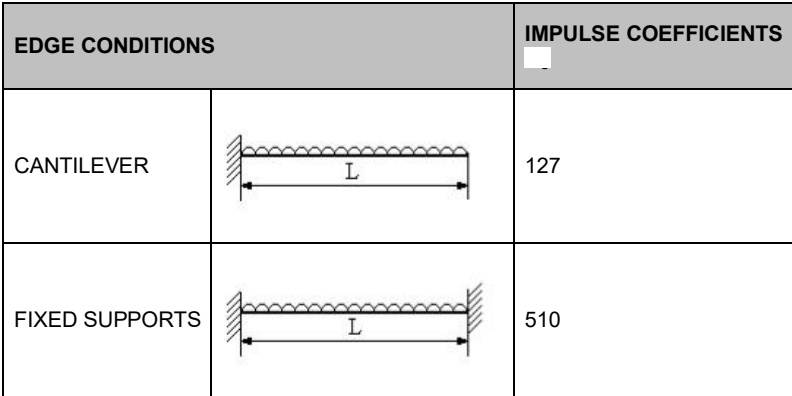 EDGE CONDITIONS
IMPULSE COEFFICIENTS
CANTILEVER
L
127
FIXED SUPPORTS
L
510